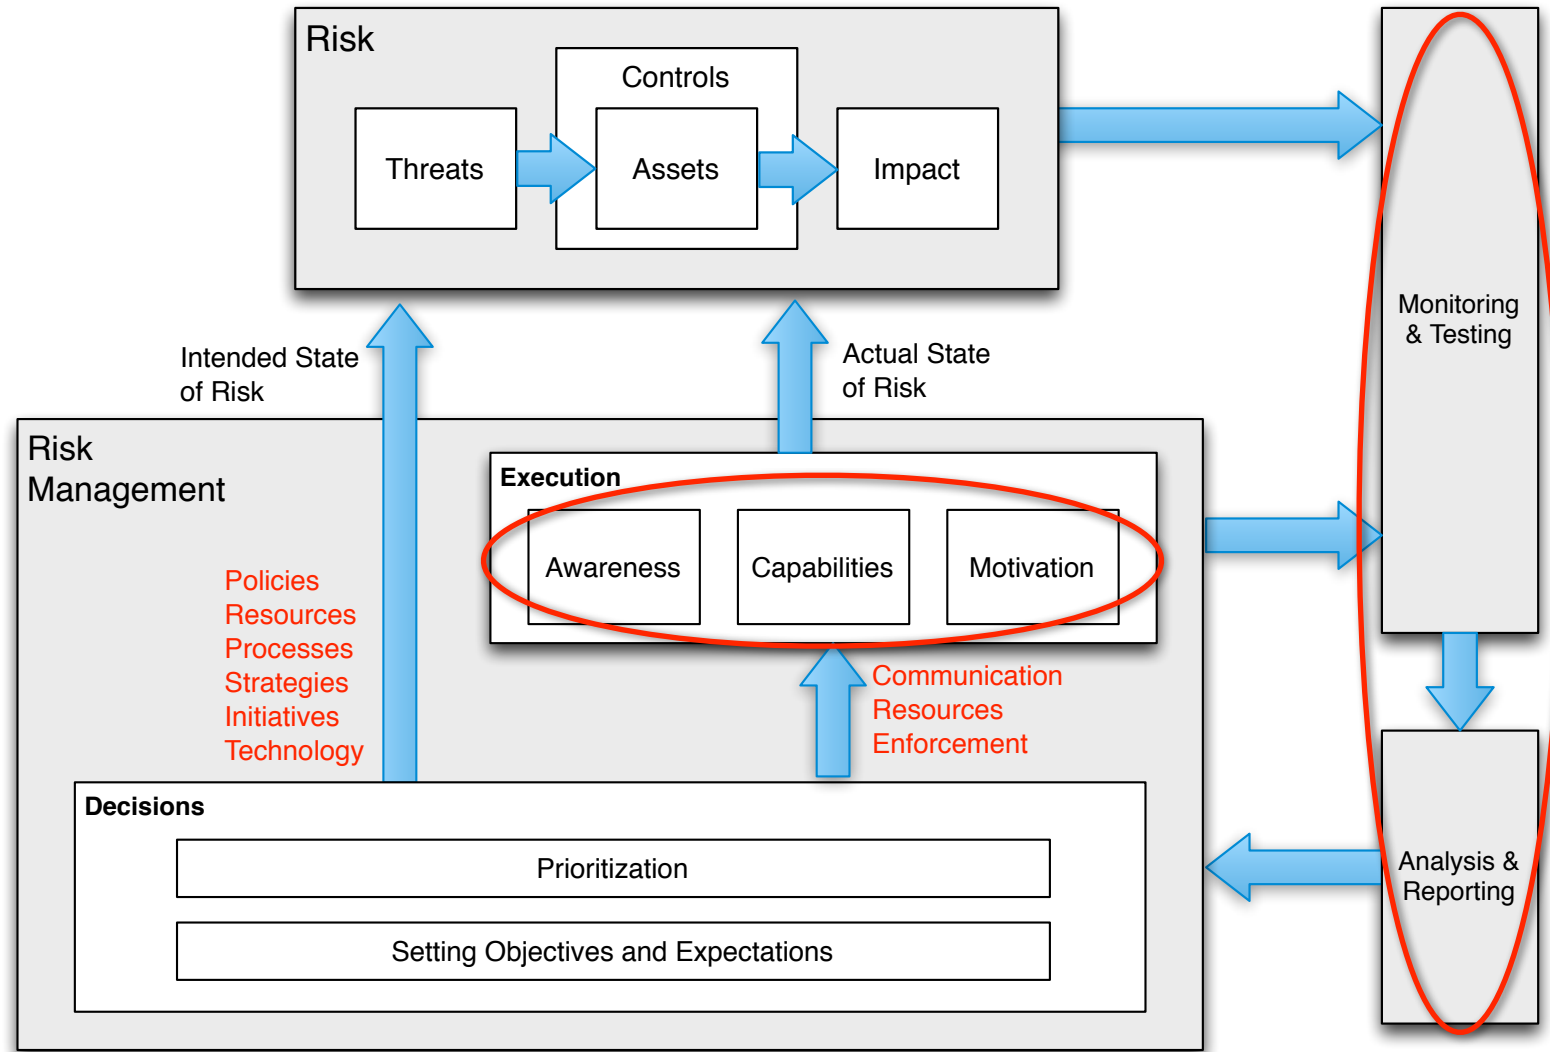 Risk
Controls
Threats
Assets
Impact
Monitoring
& Testing
Intended State
of Risk
Actual State
of Risk
Risk
Management
Execution
Awareness
Capabilities
Motivation
Policies
Resources
Processes
Strategies
Initiatives
Technology
Communication
Resources
Enforcement
Decisions
Prioritization
Setting Objectives and Expectations
Analysis &
Reporting